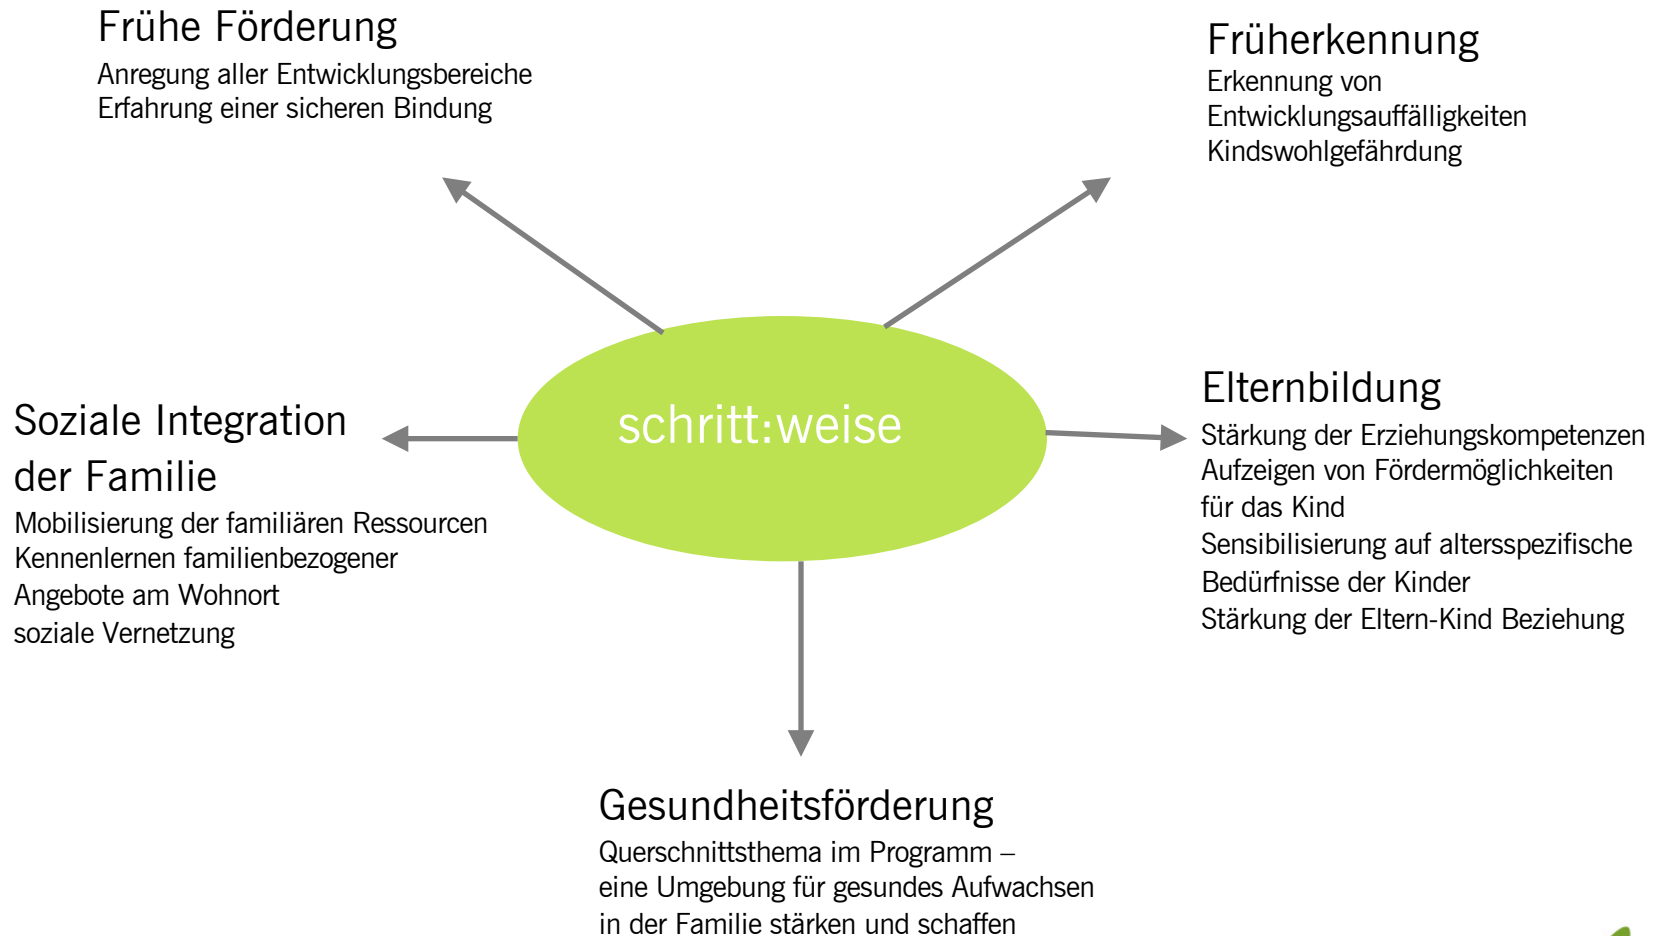 Frühe Förderung
Anregung aller Entwicklungsbereiche
Erfahrung einer sicheren Bindung
Früherkennung
Erkennung von
Entwicklungsauffälligkeiten
Kindswohlgefährdung
schritt:weise
Soziale Integration
der Familie
Mobilisierung der familiären Ressourcen
Kennenlernen familienbezogener
Angebote am Wohnort
soziale Vernetzung
Elternbildung
Stärkung der Erziehungskompetenzen
Aufzeigen von Fördermöglichkeiten
für das Kind
Sensibilisierung auf altersspezifische
Bedürfnisse der Kinder
Stärkung der Eltern-Kind Beziehung
Gesundheitsförderung
Querschnittsthema im Programm –
eine Umgebung für gesundes Aufwachsen
in der Familie stärken und schaffen